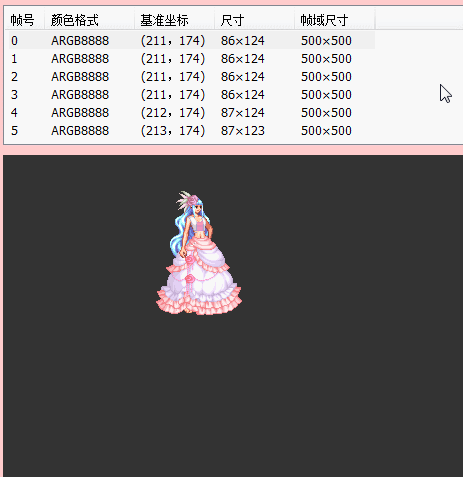 帧号 颜色格式 基准坐标 尺寸 帧域尺寸
0 ARGB8888 (211, 174) 86×124 500×500
1 ARGB8888 (211, 174) 86×124 500×500
2 ARGB8888 (211, 174) 86×124 500×500
3 ARGB8888 (211, 174) 86×124 500×500
4 ARGB8888 (212, 174) 87×124 500×500
5 ARGB8888 (213, 174) 87×123 500×500